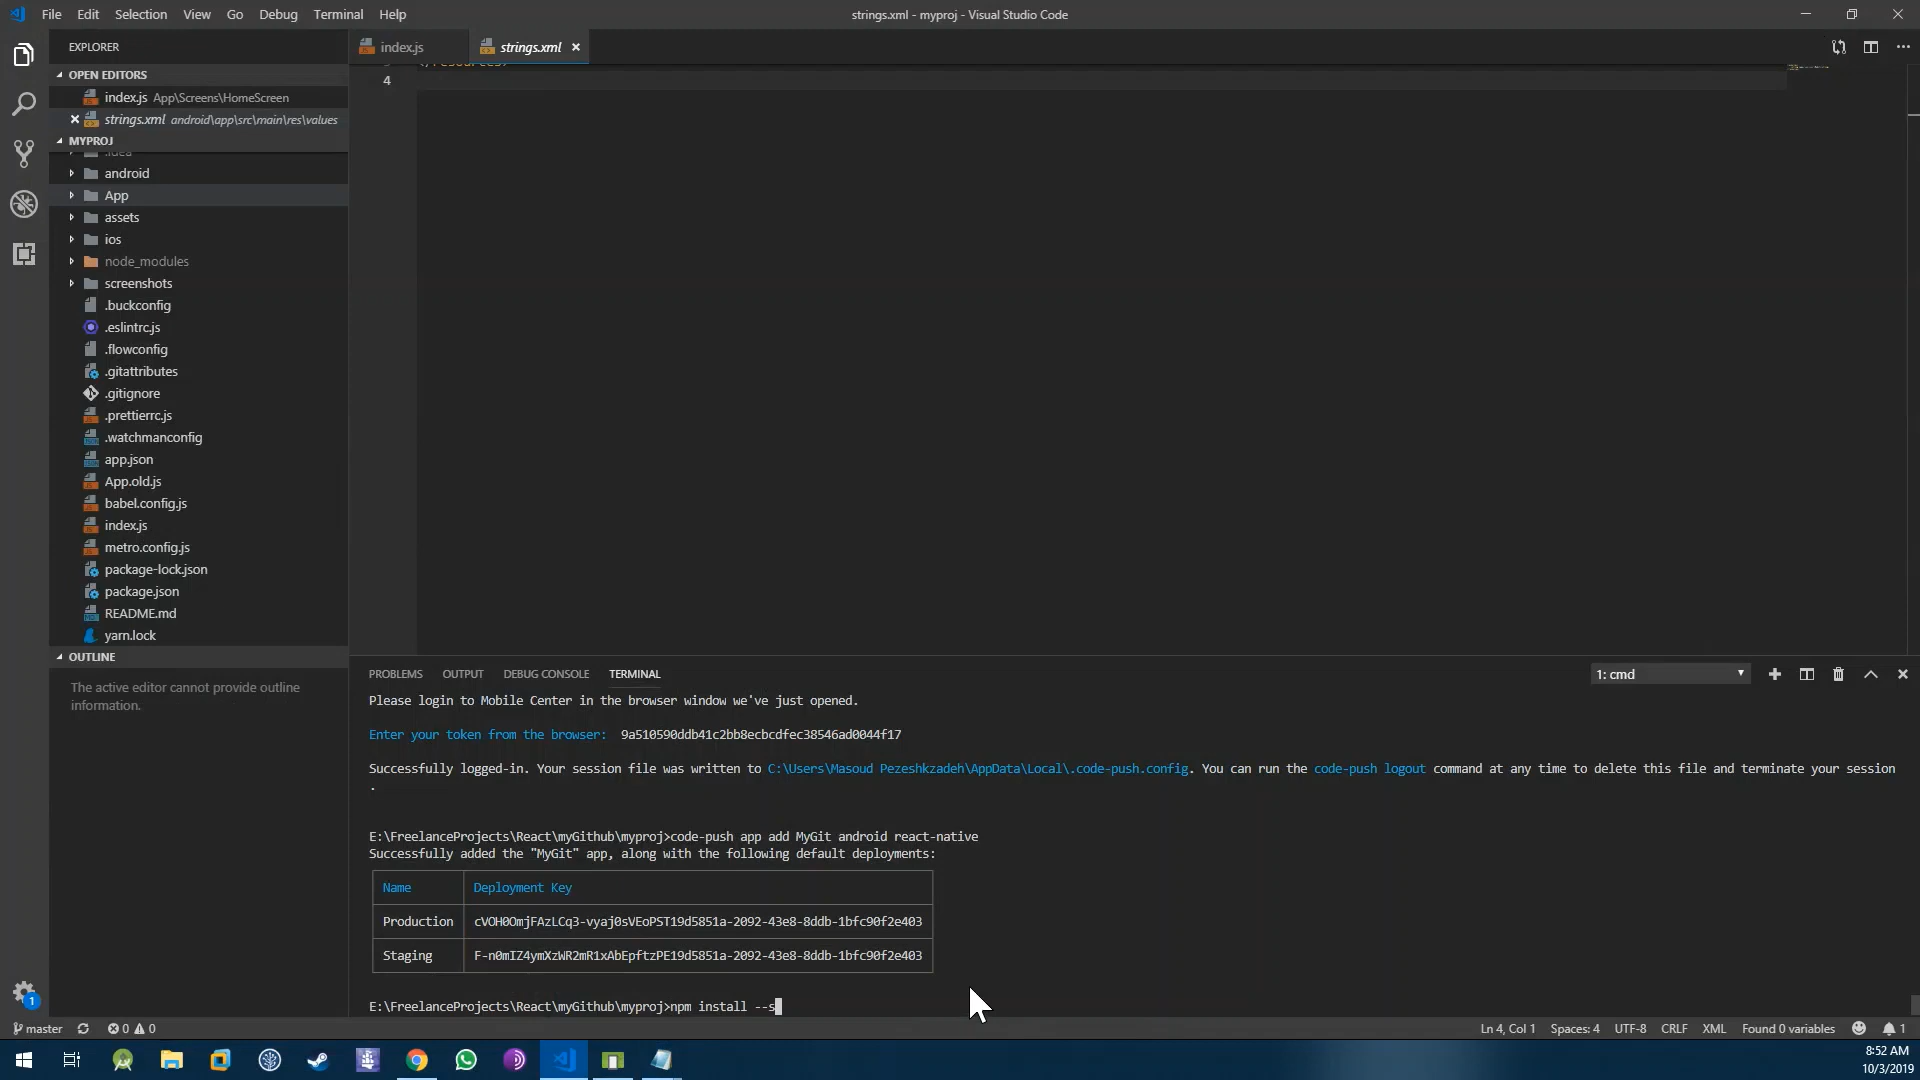 File Edit Selection View Go Debug Terminal Help
strings.xml - myproj - Visual Studio Code
EXPLORER
OPEN EDITORS
index.js App\Screens\HomeScreen
strings.xml android\app\src\main\res\values
MYPROJ
.idea
android
App
assets
ios
node_modules
screenshots
.buckconfig
.eslintrc.js
.flowconfig
.gitattributes
.gitignore
.prettierrc.js
.watchmanconfig
app.json
App.old.js
babel.config.js
index.js
metro.config.js
package-lock.json
package.json
README.md
yarn.lock
OUTLINE
The active editor cannot provide outline
information.
index.js
strings.xml
3 </resources>
4
PROBLEMS OUTPUT DEBUG CONSOLE TERMINAL
1: cmd
Please login to Mobile Center in the browser window we've just opened.
Enter your token from the browser: 9a510590ddb41c2bb8ecbcdfec38546ad0044f17
Successfully logged-in. Your session file was written to C:\Users\Masoud Pezeshkzadeh\AppData\Local\.code-push.config. You can run the code-push logout command at any time to delete this file and terminate your session
.
E:\FreelanceProjects\React\myGithub\myproj>code-push app add MyGit android react-native
Successfully added the "MyGit" app, along with the following default deployments:
Name Deployment Key
Production cVOH0OmjFAzLCq3-vyaj0sVEoPST19d5851a-2092-43e8-8ddb-1bfc90f2e403
Staging F-n0mIZ4ymXzWR2mR1xAbEpftzPE19d5851a-2092-43e8-8ddb-1bfc90f2e403
E:\FreelanceProjects\React\myGithub\myproj>npm install --s
1
master 0 0
Ln 4, Col 1 Spaces: 4 UTF-8 CRLF XML Found 0 variables 1
8:52 AM
10/3/2019